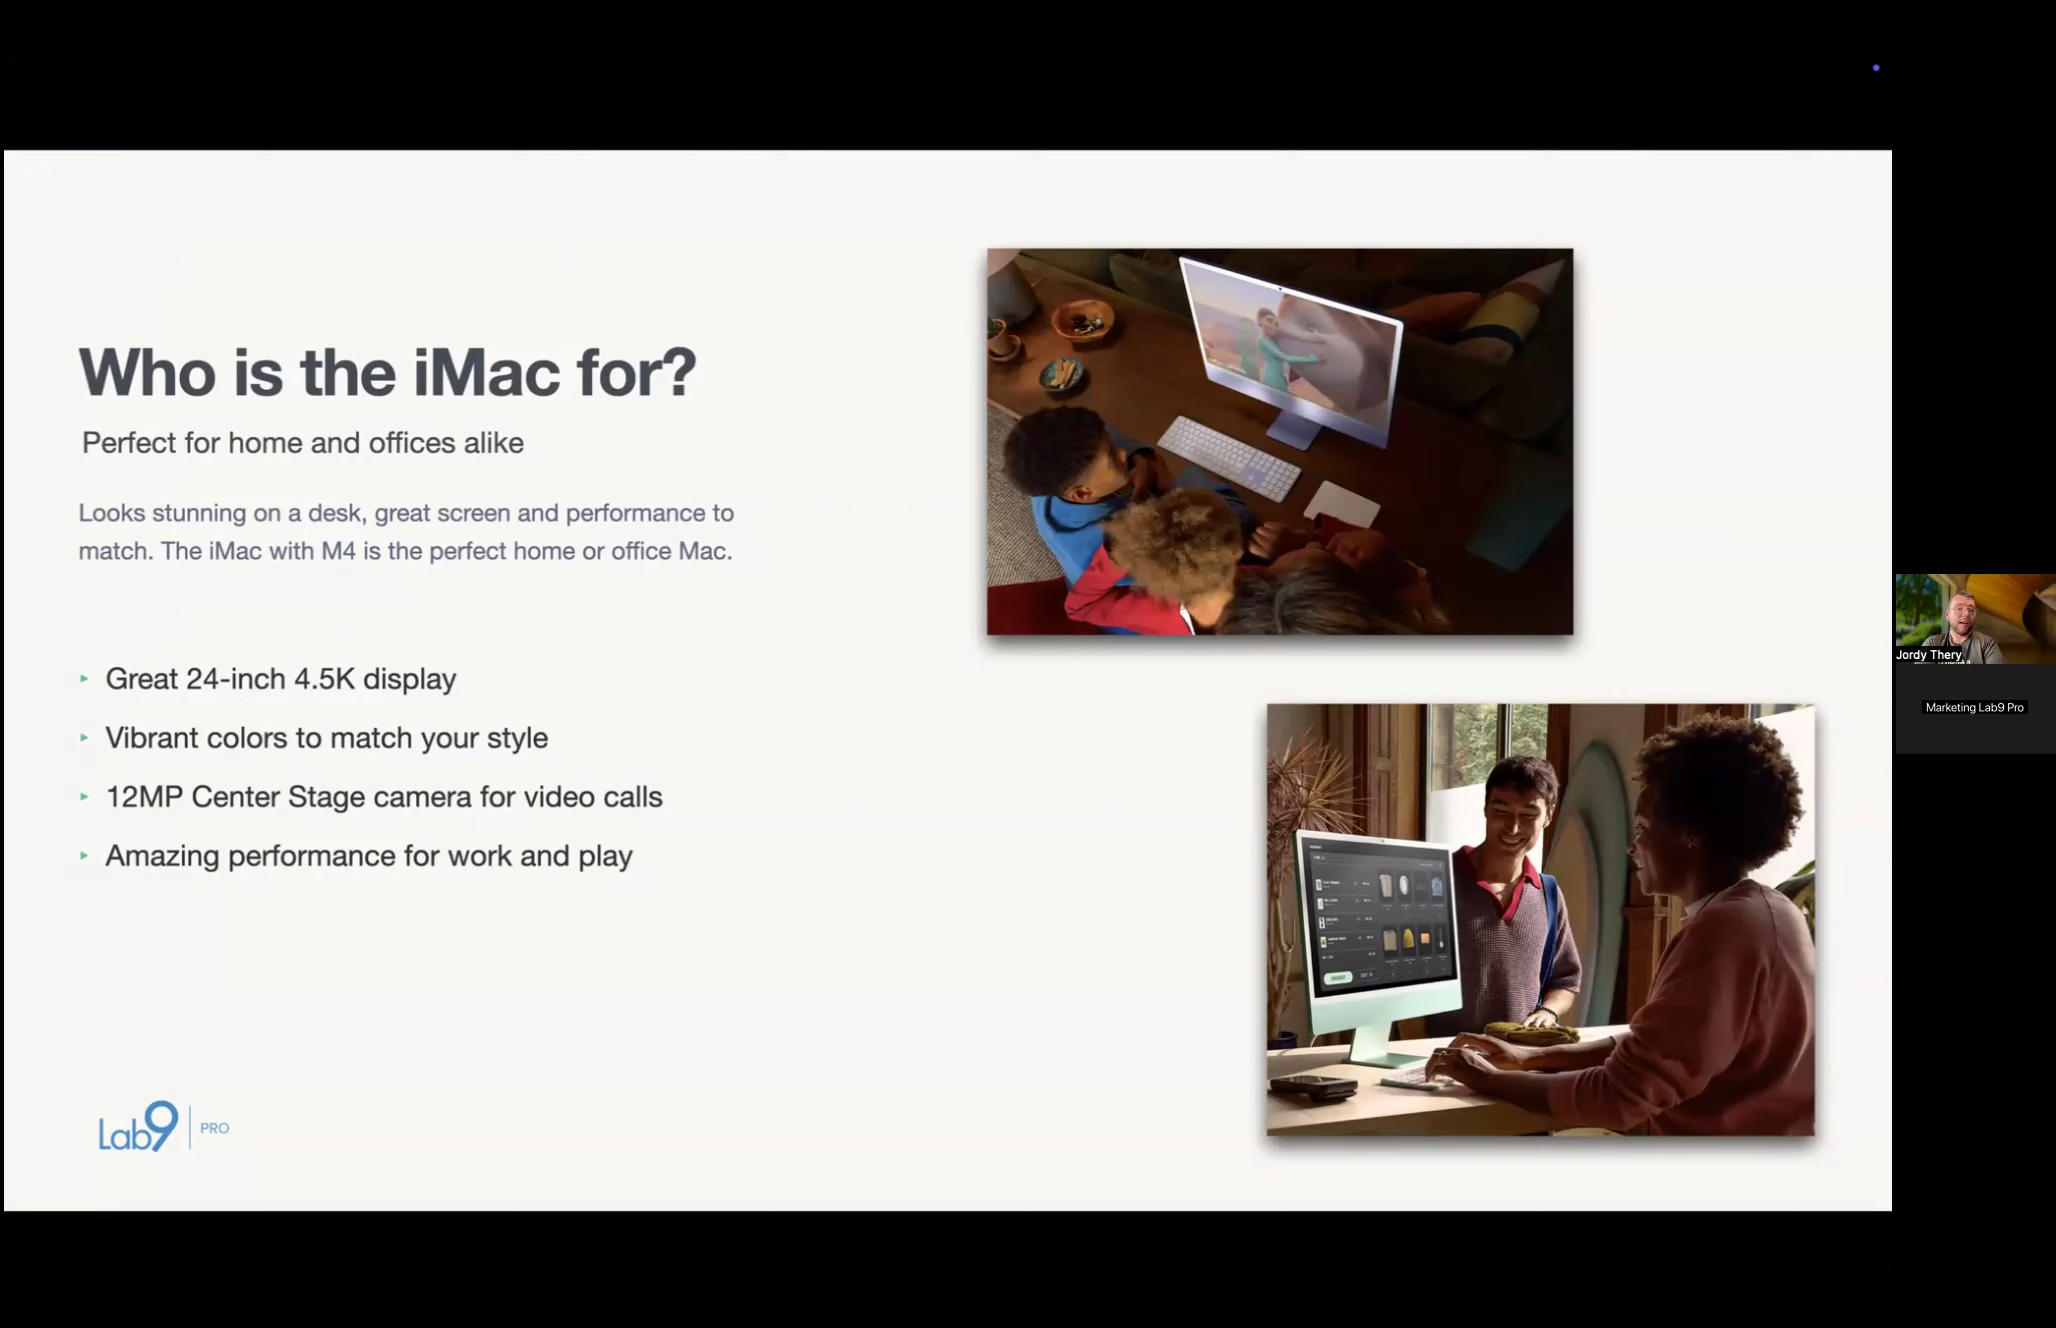 Who is the iMac for?
Perfect for home and offices alike
Looks stunning on a desk, great screen and performance to
match. The iMac with M4 is the perfect home or office Mac.
Great 24-inch 4.5K display
Vibrant colors to match your style
12MP Center Stage camera for video calls
Amazing performance for work and play
Lab9 PRO
Jordy Thery
Marketing Lab9 Pro